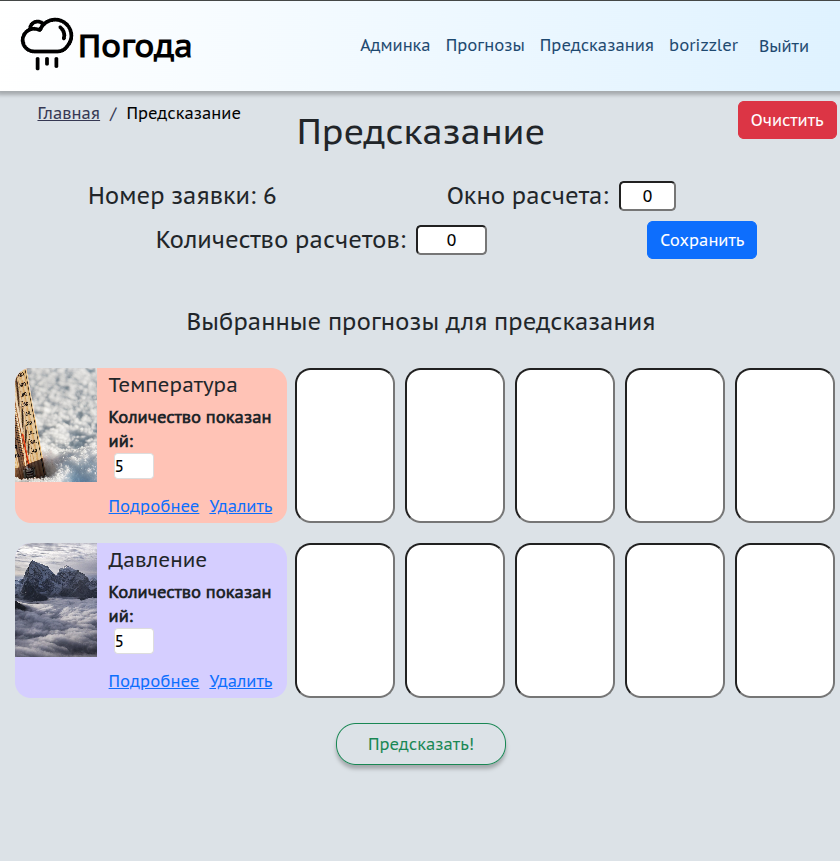 Погода
Админка Прогнозы Предсказания borizzler Выйти
Главная / Предсказание
Предсказание
Очистить
Номер заявки: 6
Окно расчета: 0
Количество расчетов: 0
Сохранить
Выбранные прогнозы для предсказания
Температура
Количество показан
ий:
5
Подробнее Удалить
Давление
Количество показан
ий:
5
Подробнее Удалить
Предсказать!